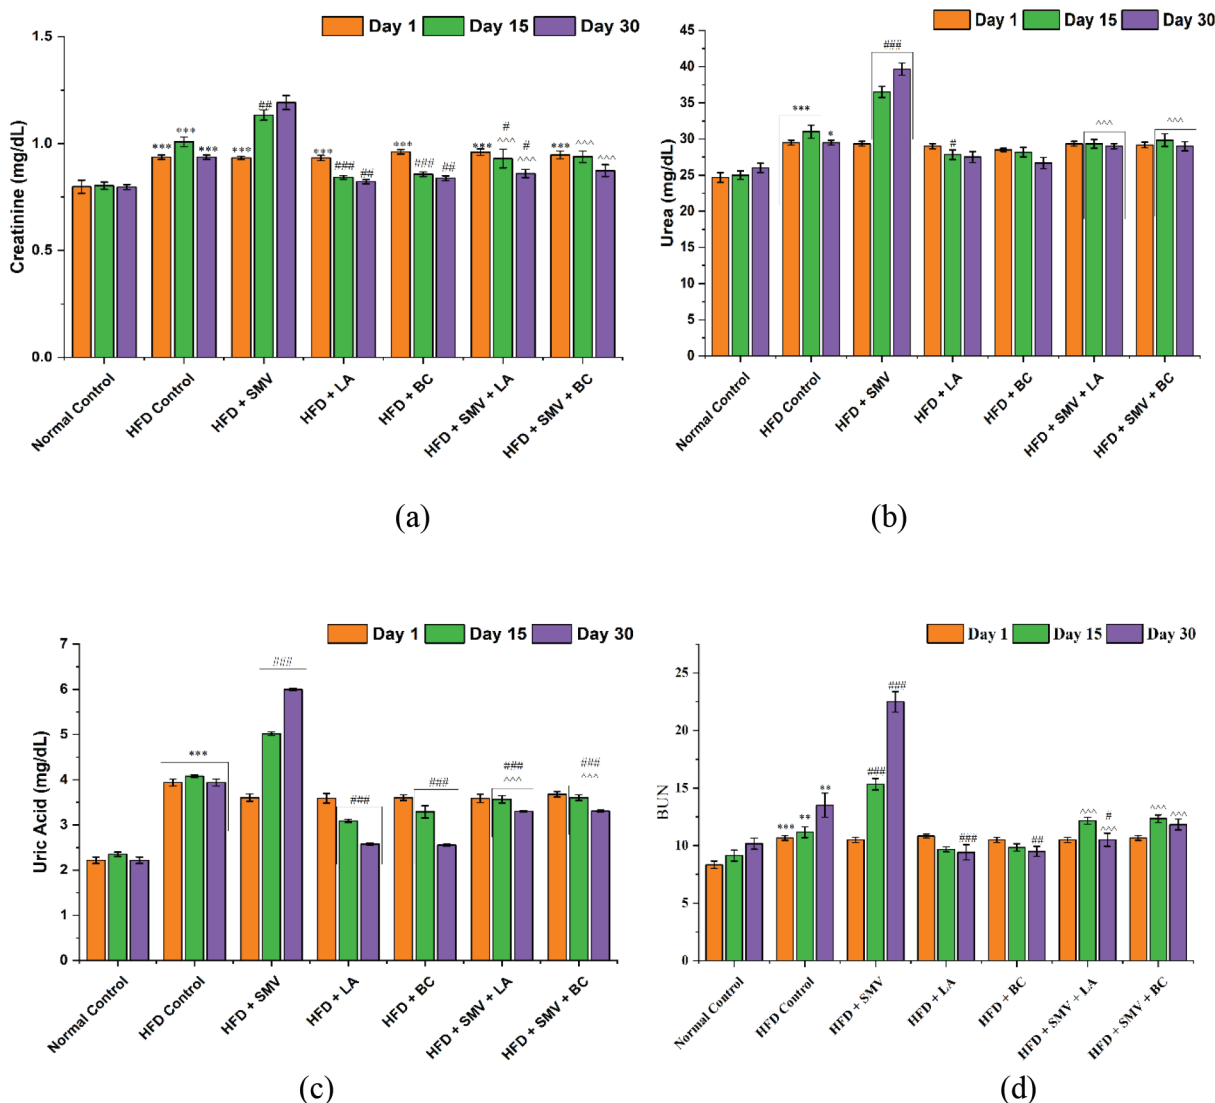 Day 1 Day 15 Day 30
1.5
1.0
0.5
0.0
Creatinine (mg/dL)
*** *** ***
*** ##
*** ### ##
*** ### ##
*** # ^^^ # ^^^
*** ^^^ ^^^
Normal Control
HFD Control
HFD + SMV
HFD + LA
HFD + BC
HFD + SMV + LA
HFD + SMV + BC
(a)
Day 1 Day 15 Day 30
45
40
35
30
25
20
15
10
5
0
Urea (mg/dL)
*** *
###
#
^^^
^^^
Normal Control
HFD Control
HFD + SMV
HFD + LA
HFD + BC
HFD + SMV + LA
HFD + SMV + BC
(b)
Day 1 Day 15 Day 30
7
6
5
4
3
2
1
0
Uric Acid (mg/dL)
***
###
###
###
###
^^^
###
^^^
Normal Control
HFD Control
HFD + SMV
HFD + LA
HFD + BC
HFD + SMV + LA
HFD + SMV + BC
(c)
Day 1 Day 15 Day 30
25
20
15
10
5
0
BUN
*** ** **
### ###
###
##
^^^ # ^^^
^^^ ^^^
Normal Control
HFD Control
HFD + SMV
HFD + LA
HFD + BC
HFD + SMV + LA
HFD + SMV + BC
(d)